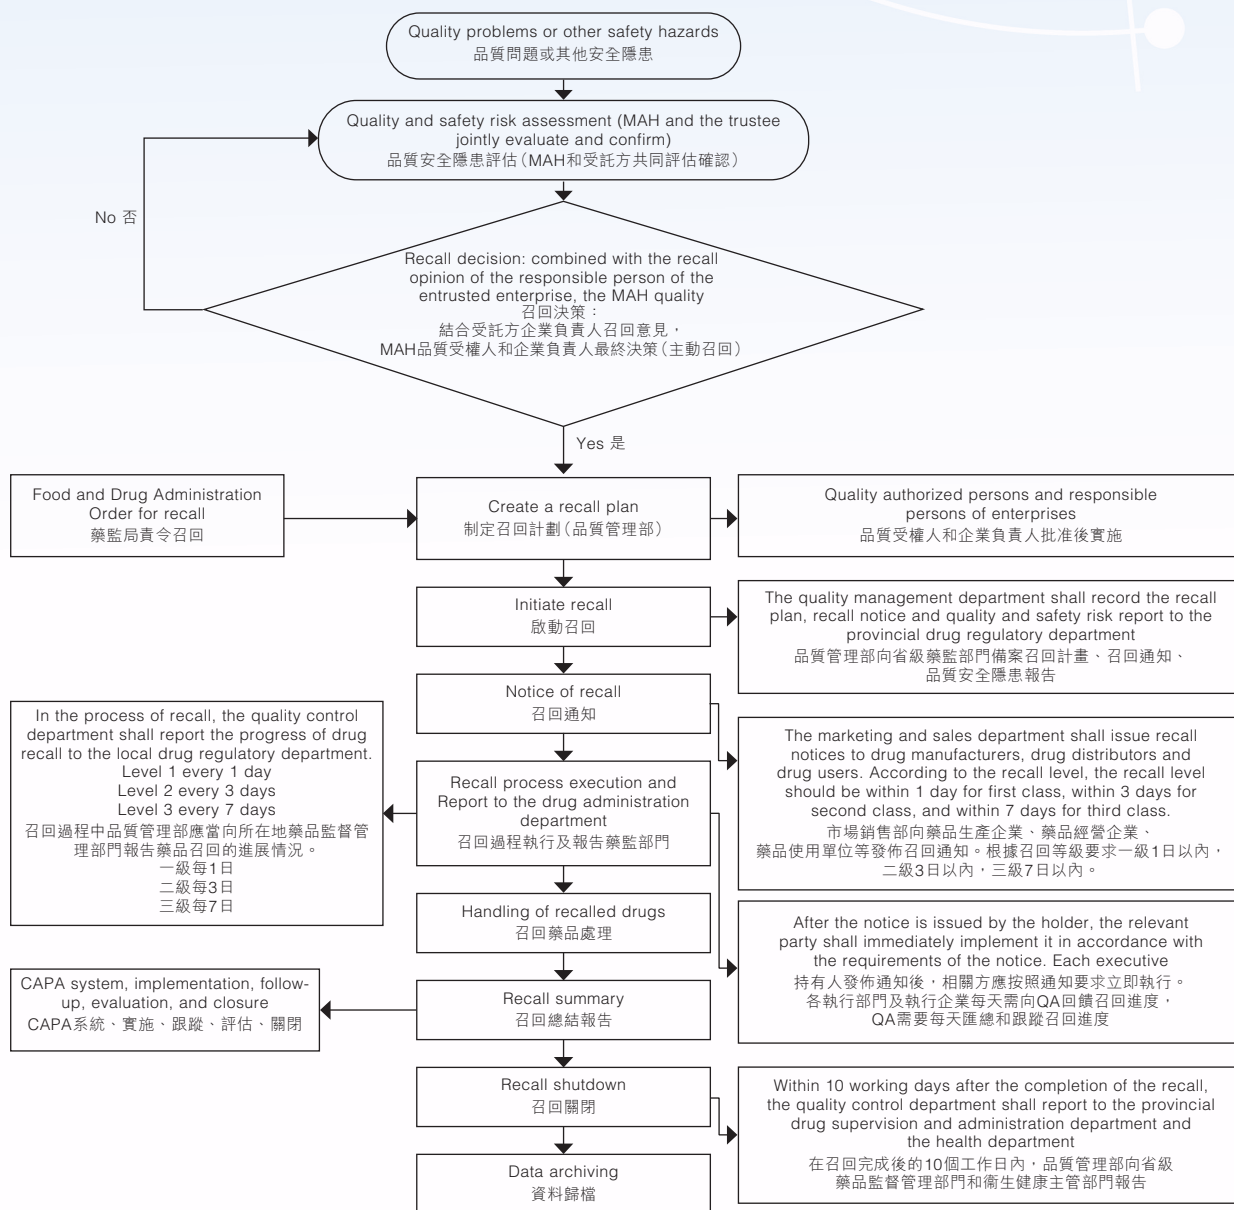 Quality problems or other safety hazards
品質問題或其他安全隱患
Quality and safety risk assessment (MAH and the trustee
jointly evaluate and confirm)
品質安全隱患評估（MAH和受託方共同評估確認）
No 否
Recall decision: combined with the recall
opinion of the responsible person of the
entrusted enterprise, the MAH quality
召回決策：
結合受託方企業負責人召回意見，
MAH品質受權人和企業負責人最終決策（主動召回）
Yes 是
Food and Drug Administration
Order for recall
藥監局責令召回
Create a recall plan
制定召回計劃（品質管理部）
Quality authorized persons and responsible
persons of enterprises
品質受權人和企業負責人批准後實施
Initiate recall
啟動召回
The quality management department shall record the recall
plan, recall notice and quality and safety risk report to the
provincial drug regulatory department
品質管理部向省級藥監部門備案召回計畫、召回通知、
品質安全隱患報告
Notice of recall
召回通知
In the process of recall, the quality control
department shall report the progress of drug
recall to the local drug regulatory department.
Level 1 every 1 day
Level 2 every 3 days
Level 3 every 7 days
召回過程中品質管理部應當向所在地藥品監督管
理部門報告藥品召回的進展情況。
一級每1日
二級每3日
三級每7日
The marketing and sales department shall issue recall
notices to drug manufacturers, drug distributors and
drug users. According to the recall level, the recall level
should be within 1 day for first class, within 3 days for
second class, and within 7 days for third class.
市場銷售部向藥品生產企業、藥品經營企業、
藥品使用單位等發佈召回通知。根據召回等級要求一級1日以內，
二級3日以內，三級7日以內。
Recall process execution and
Report to the drug administration
department
召回過程執行及報告藥監部門
Handling of recalled drugs
召回藥品處理
After the notice is issued by the holder, the relevant
party shall immediately implement it in accordance with
the requirements of the notice. Each executive
持有人發佈通知後，相關方應按照通知要求立即執行。
各執行部門及執行企業每天需向QA回饋召回進度，
QA需要每天匯總和跟蹤召回進度
CAPA system, implementation, follow-
up, evaluation, and closure
CAPA系統、實施、跟蹤、評估、關閉
Recall summary
召回總結報告
Recall shutdown
召回關閉
Within 10 working days after the completion of the recall,
the quality control department shall report to the provincial
drug supervision and administration department and
the health department
在召回完成後的10個工作日內，品質管理部向省級
藥品監督管理部門和衞生健康主管部門報告
Data archiving
資料歸檔